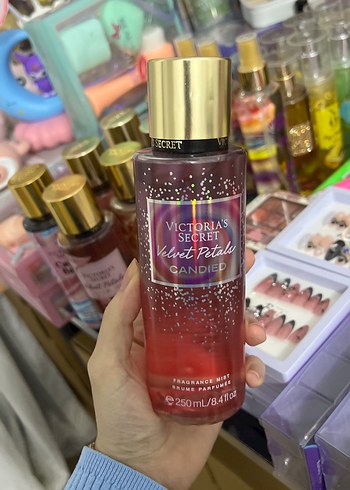 SECRET
VICTORIA'S
SECRET
Velvet Petals
CANDIED
FRAGRANCE MIST
BRUME PARFUMÉE
℮ 250 mL/8.4 fl oz